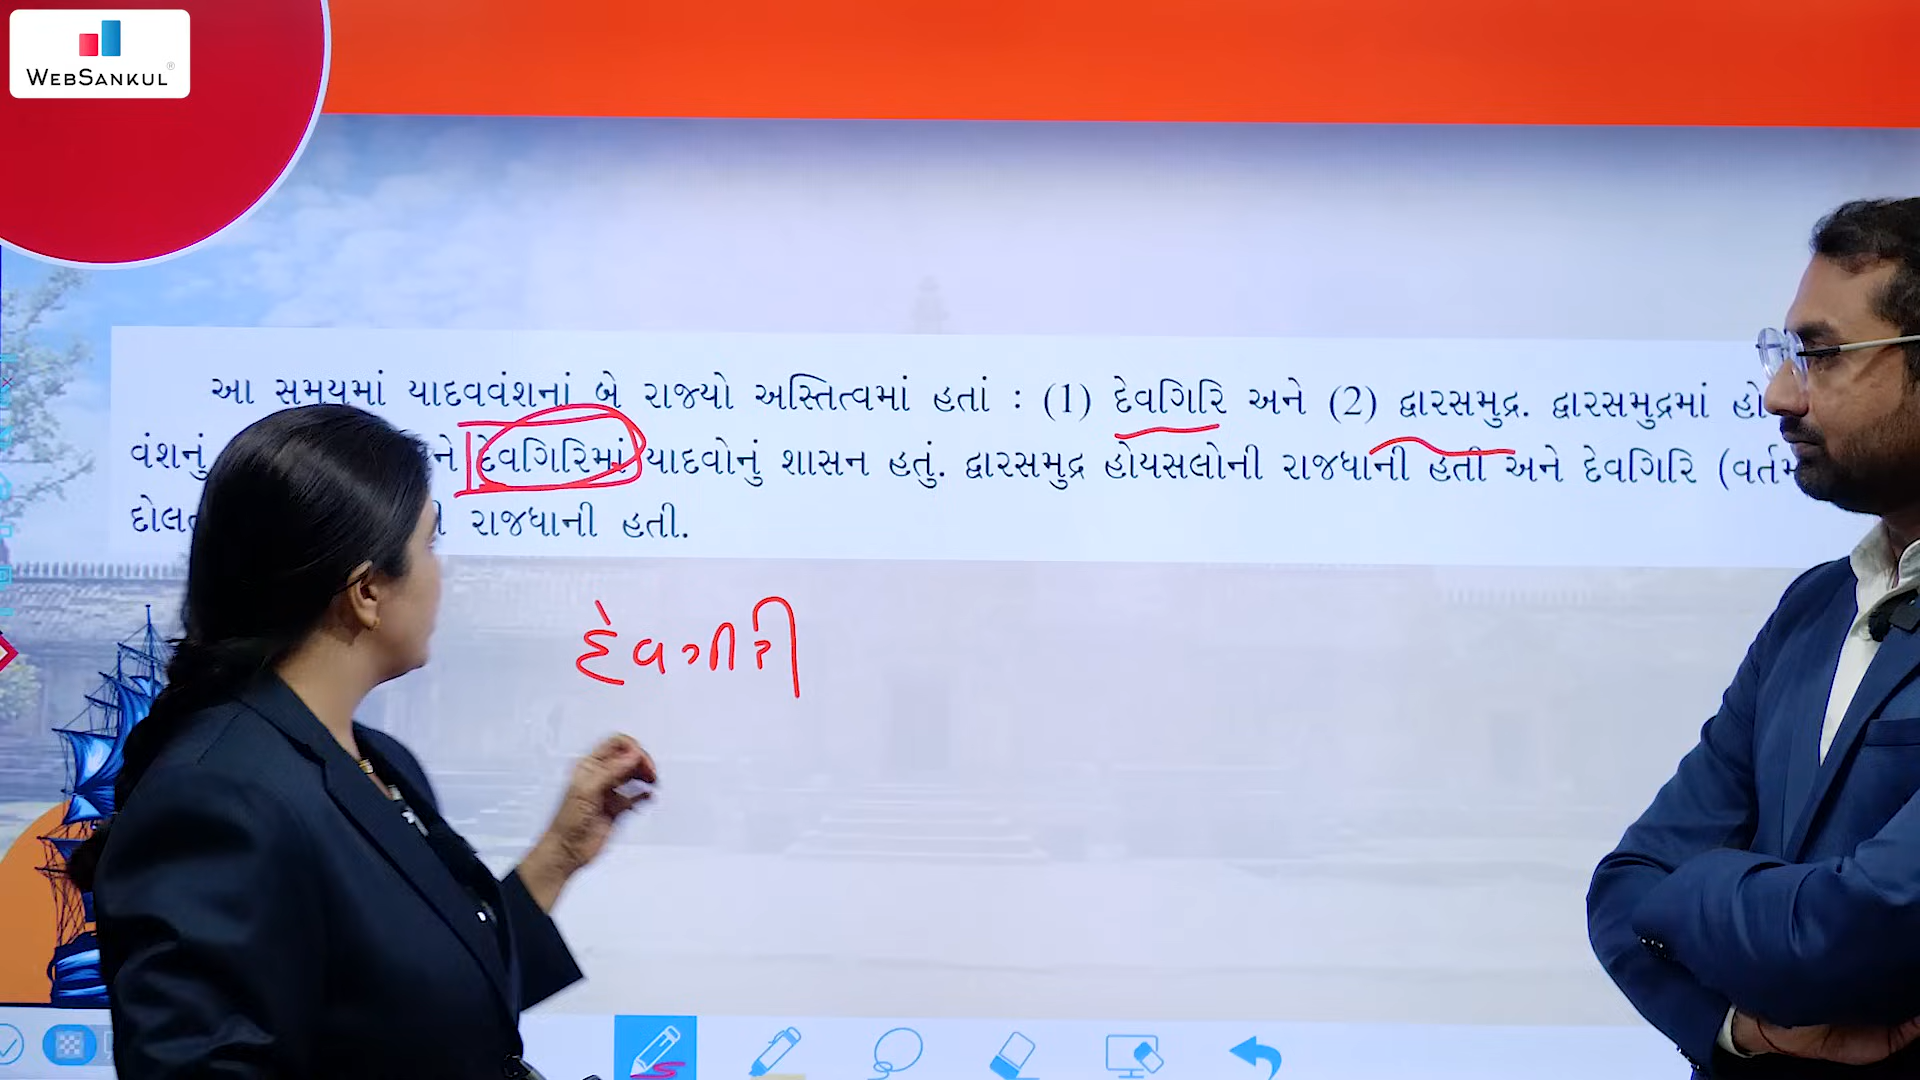 WEBSANKUL
આ સમયમાં યાદવવંશનાં બે રાજ્યો અસ્તિત્વમાં હતાં : (1) દેવગિરિ અને (2) દ્વારસમુદ્ર. દ્વારસમુદ્રમાં
વંશનું દેવગિરિમાં યાદવોનું શાસન હતું. દ્વારસમુદ્ર હોયસલોની રાજધાની હતી અને દેવગિરિ
રાજધાની હતી.
દેવગીરી